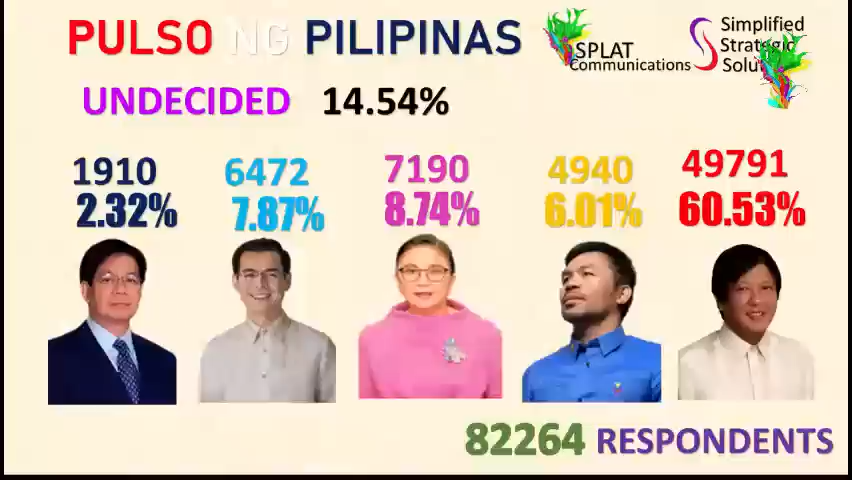 PULSO NG PILIPINAS
SPLAT
Communications
Simplified
Strategic
UNDECIDED 14.54%
1910 6472 7190 4940 49791
2.32% 7.87% 8.74% 6.01% 60.53%
82264 RESPONDENTS